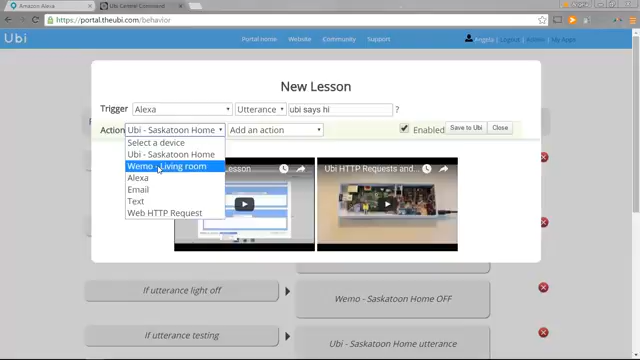 Amazon Alexa
Ubi Central Command
https://portal.theubi.com/behavior
Ubi
Portal home
Website
Community
Support
Angela
Logout
Admin
My Apps
New Lesson
Trigger
Alexa
Utterance
ubi says hi
?
Action
Ubi - Saskatoon Home
Add an action
Enabled
Save to Ubi
Close
Select a device
Ubi - Saskatoon Home
Wemo - Living room
Alexa
Email
Text
Web HTTP Request
Lesson
Ubi HTTP Requests and...
If utterance light off
Wemo - Saskatoon Home OFF
If utterance testing
Ubi - Saskatoon Home utterance